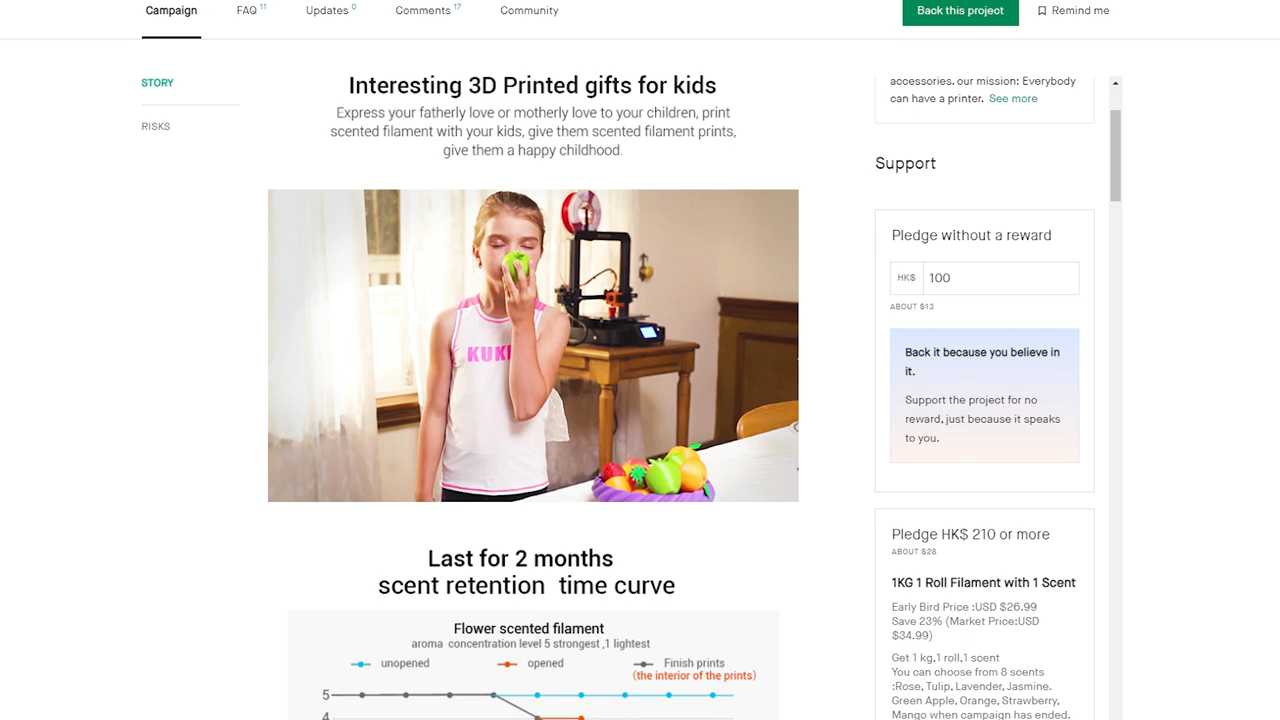 Campaign
FAQ 11
Updates 0
Comments 17
Community
Back this project
Remind me
STORY
RISKS
Interesting 3D Printed gifts for kids
Express your fatherly love or motherly love to your children, print
scented filament with your kids, give them scented filament prints,
give them a happy childhood.
KUKI
Last for 2 months
scent retention time curve
Flower scented filament
aroma concentration level 5 strongest ,1 lightest
unopened
opened
Finish prints
(the interior of the prints)
5
4
accessories. our mission: Everybody
can have a printer. See more
Support
Pledge without a reward
HK$ 100
ABOUT $13
Back it because you believe in
it.
Support the project for no
reward, just because it speaks
to you.
Pledge HK$ 210 or more
ABOUT $28
1KG 1 Roll Filament with 1 Scent
Early Bird Price :USD $26.99
Save 23% (Market Price:USD
$34.99)
Get 1 kg,1 roll,1 scent
You can choose from 8 scents
:Rose, Tulip, Lavender, Jasmine.
Green Apple, Orange, Strawberry,
Mango when campaign has ended.